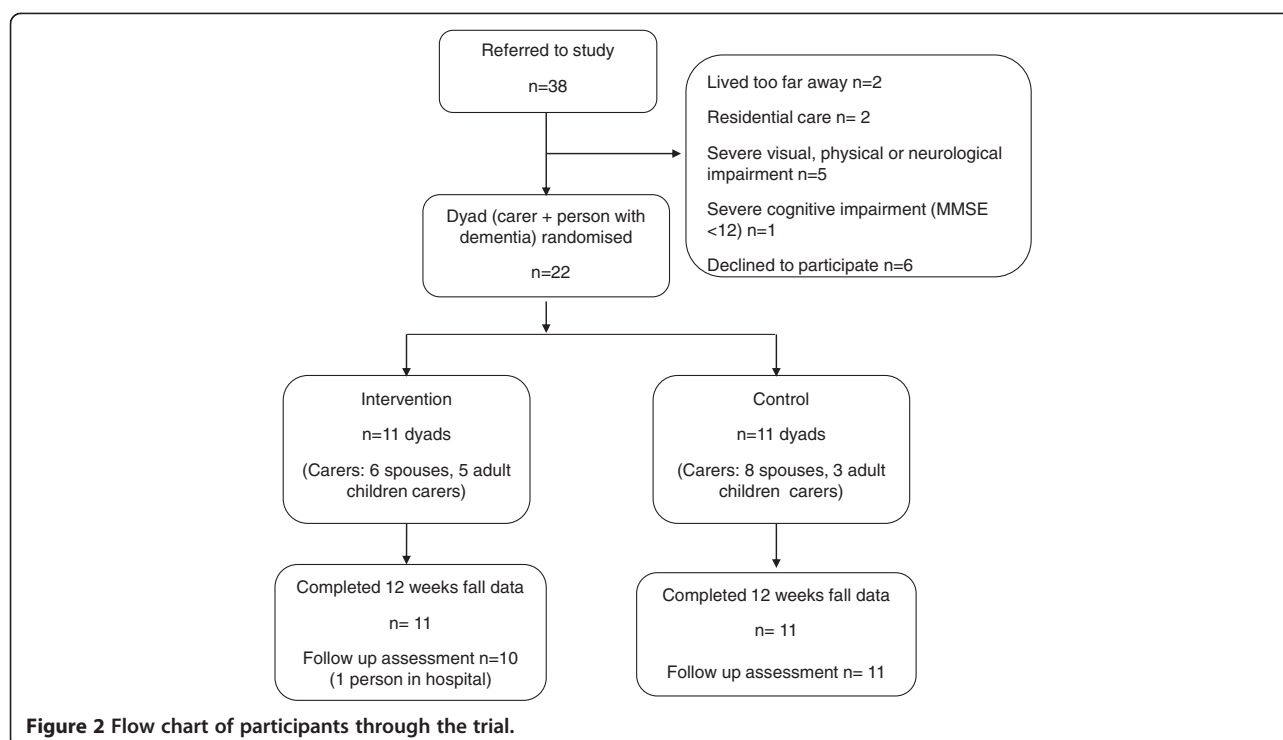 Referred to study
n=38
Lived too far away n=2
Residential care n= 2
Severe visual, physical or neurological
impairment n=5
Severe cognitive impairment (MMSE
<12) n=1
Declined to participate n=6
Dyad (carer + person with
dementia) randomised
n=22
Intervention
n=11 dyads
(Carers: 6 spouses, 5 adult
children carers)
Control
n=11 dyads
(Carers: 8 spouses, 3 adult
children carers)
Completed 12 weeks fall data
n= 11
Follow up assessment n=10
(1 person in hospital)
Completed 12 weeks fall data
n= 11
Follow up assessment n= 11
Figure 2 Flow chart of participants through the trial.